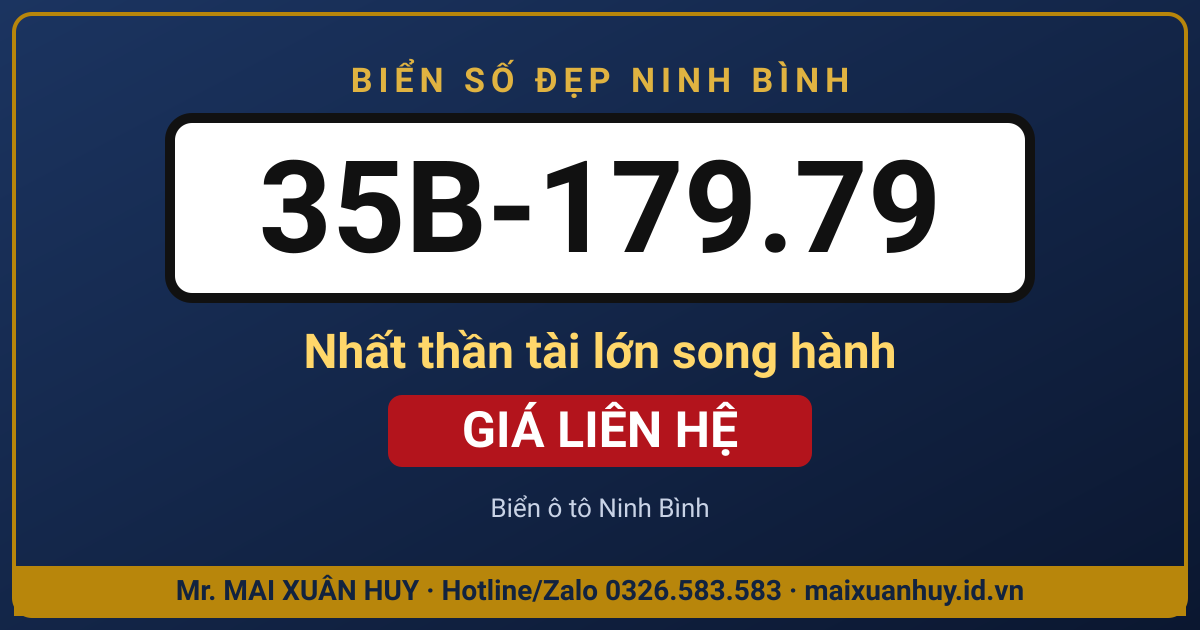 BIỂN SỐ ĐẸP NINH BÌNH
35B-179.79
Nhất thần tài lớn song hành
GIÁ LIÊN HỆ
Biển ô tô Ninh Bình
Mr. MAI XUÂN HUY · Hotline/Zalo 0326.583.583 · maixuanhuy.id.vn